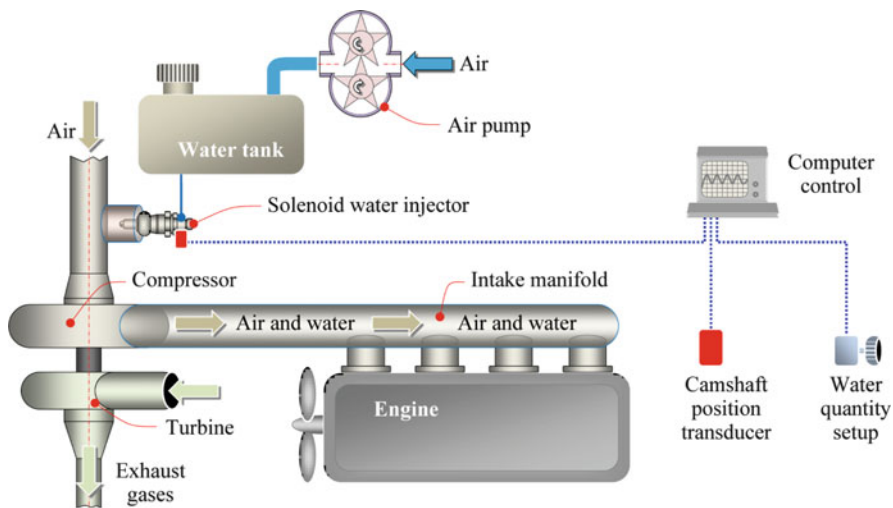 Air
Air
Air pump
Water tank
Computer
control
Solenoid water injector
Compressor
Intake manifold
Air and water
Air and water
Engine
Turbine
Camshaft
position
transducer
Water
quantity
setup
Exhaust
gases